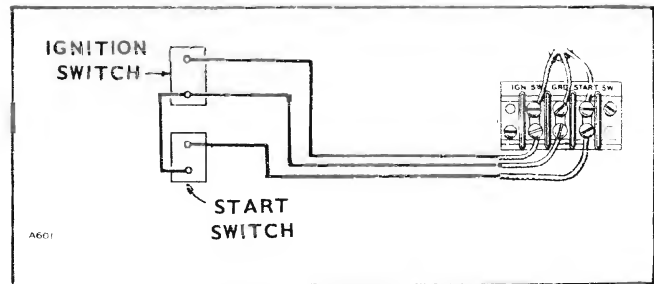 IGNITION
SWITCH
IGN SW GRD START SW
START
SWITCH
A601